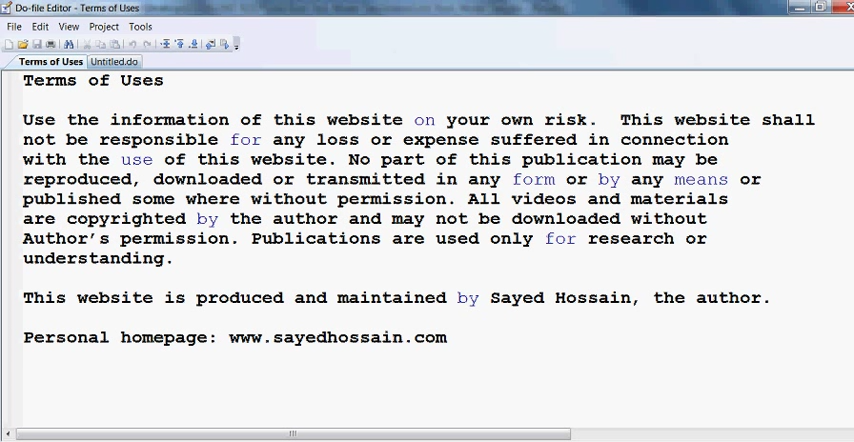 Do-file Editor - Terms of Uses
File Edit View Project Tools
Terms of Uses Untitled.do
Terms of Uses
Use the information of this website on your own risk.  This website shall
not be responsible for any loss or expense suffered in connection
with the use of this website. No part of this publication may be
reproduced, downloaded or transmitted in any form or by any means or
published some where without permission. All videos and materials
are copyrighted by the author and may not be downloaded without
Author's permission. Publications are used only for research or
understanding.
This website is produced and maintained by Sayed Hossain, the author.
Personal homepage: www.sayedhossain.com